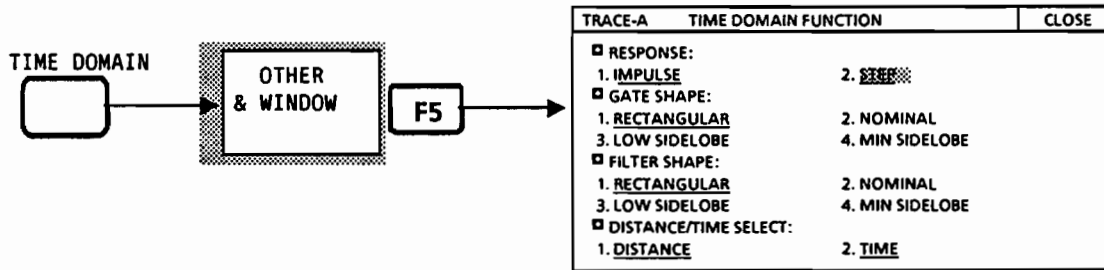 TIME DOMAIN
OTHER
& WINDOW
F5
TRACE-A TIME DOMAIN FUNCTION CLOSE
RESPONSE:
1. IMPULSE 2. STEP
GATE SHAPE:
1. RECTANGULAR 2. NOMINAL
3. LOW SIDELOBE 4. MIN SIDELOBE
FILTER SHAPE:
1. RECTANGULAR 2. NOMINAL
3. LOW SIDELOBE 4. MIN SIDELOBE
DISTANCE/TIME SELECT:
1. DISTANCE 2. TIME